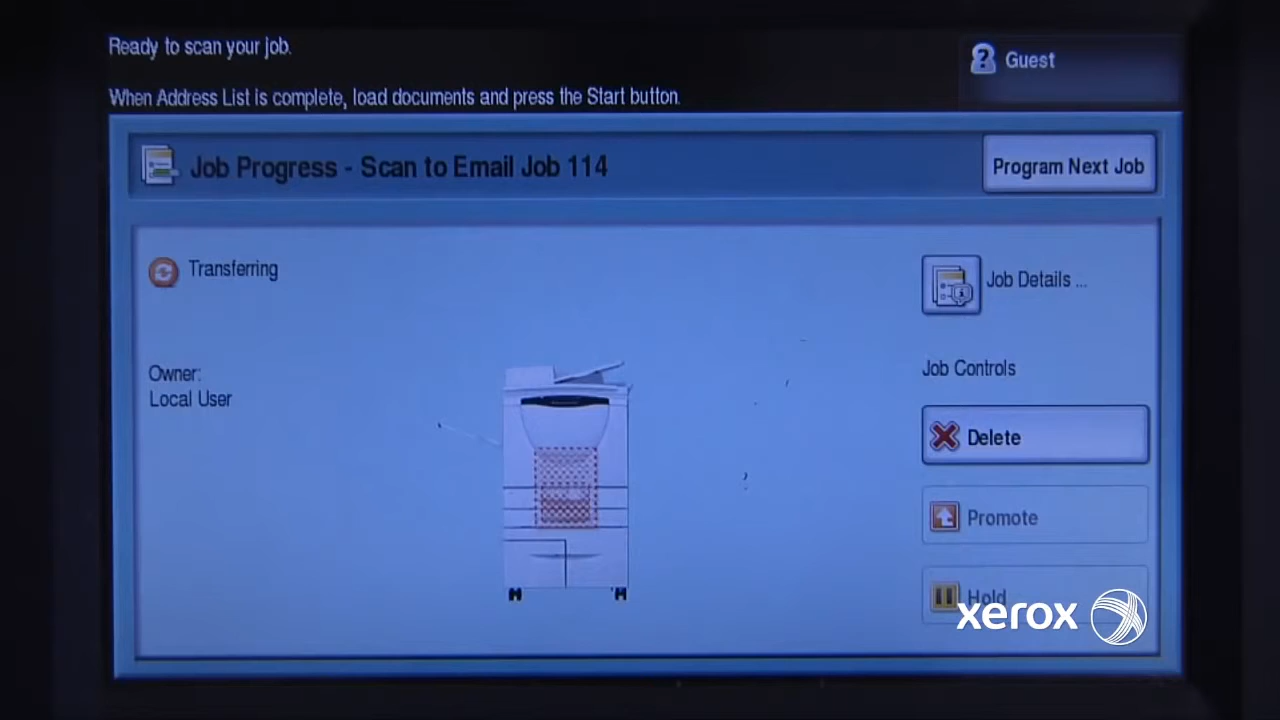 Ready to scan your job.
Guest
When Address List is complete, load documents and press the Start button.
Job Progress - Scan to Email Job 114
Program Next Job
Transferring
Job Details ...
Owner:
Local User
Job Controls
Delete
Promote
Hold
xerox